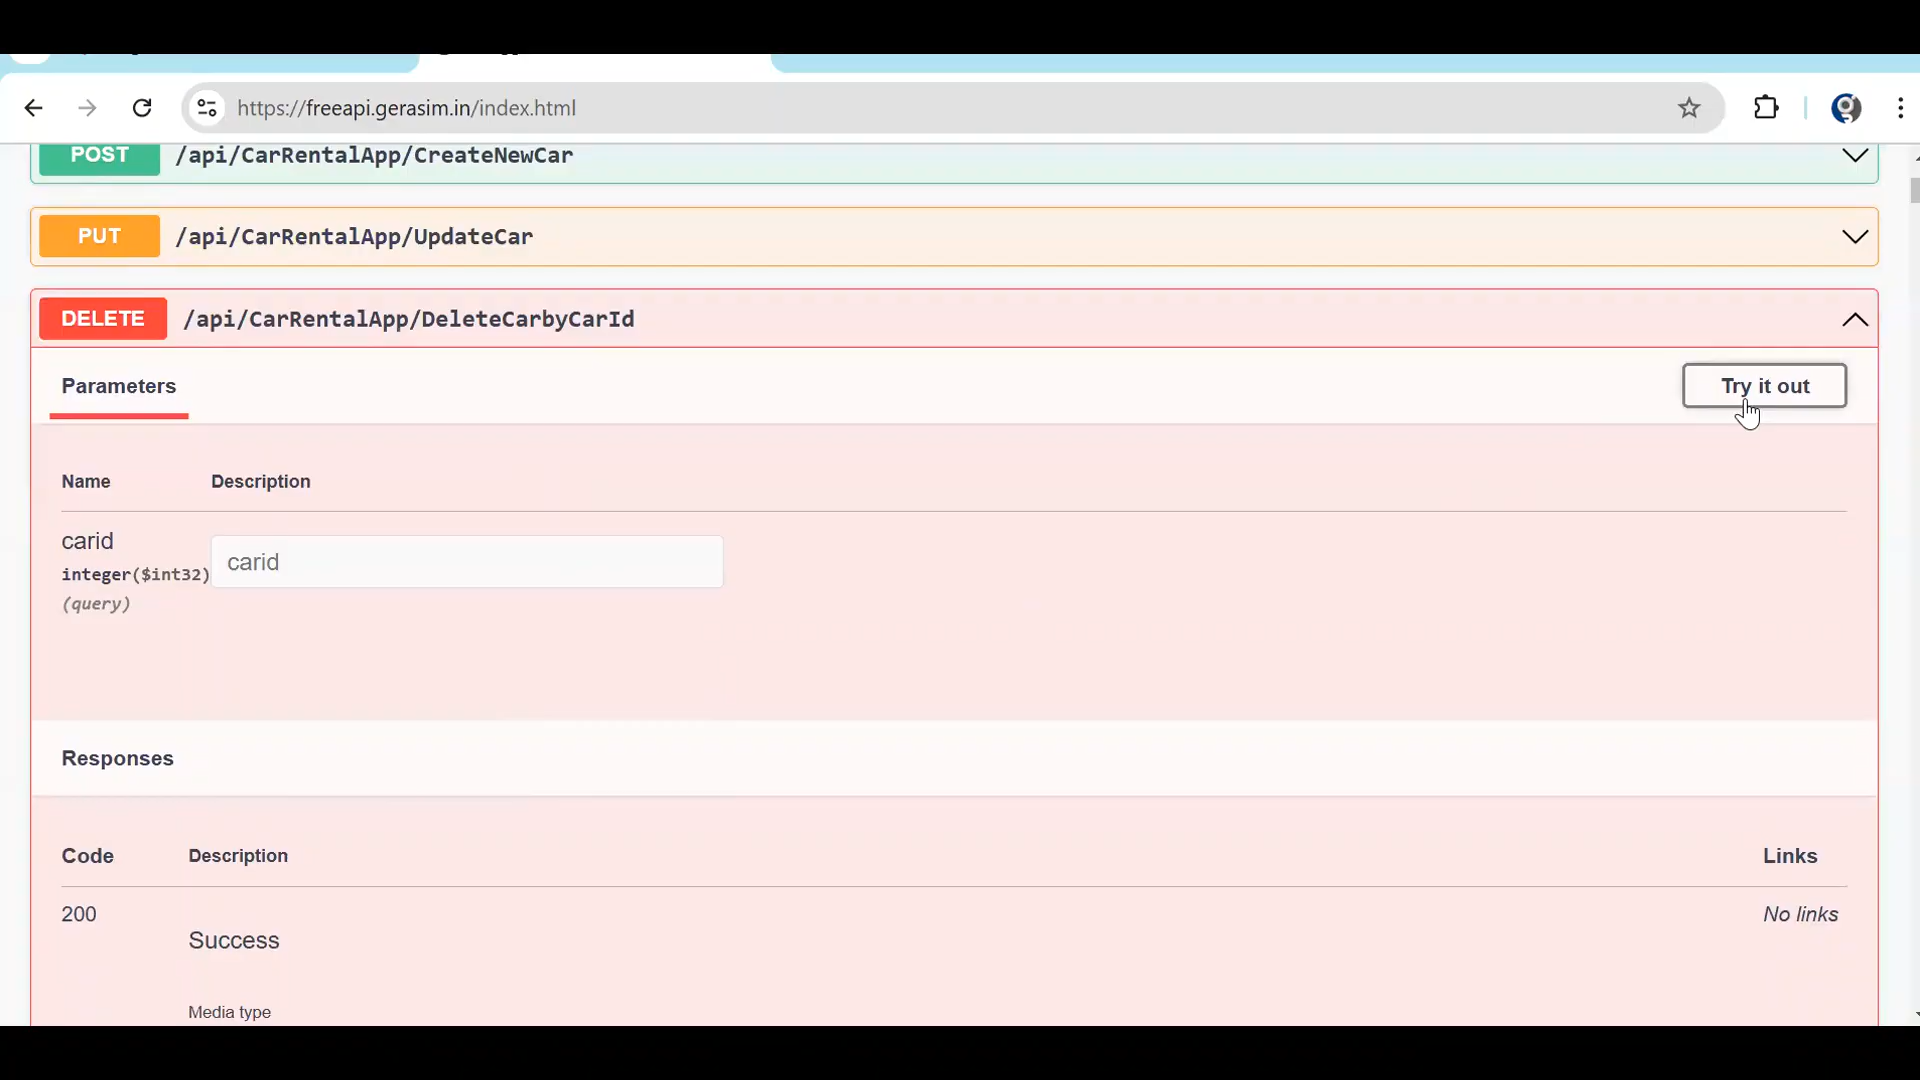 https://freeapi.gerasim.in/index.html
POST /api/CarRentalApp/CreateNewCar
PUT /api/CarRentalApp/UpdateCar
DELETE /api/CarRentalApp/DeleteCarbyCarId
Parameters Try it out
Name Description
carid
integer($int32)
(query)
carid
Responses
Code Description Links
200 No links
Success
Media type